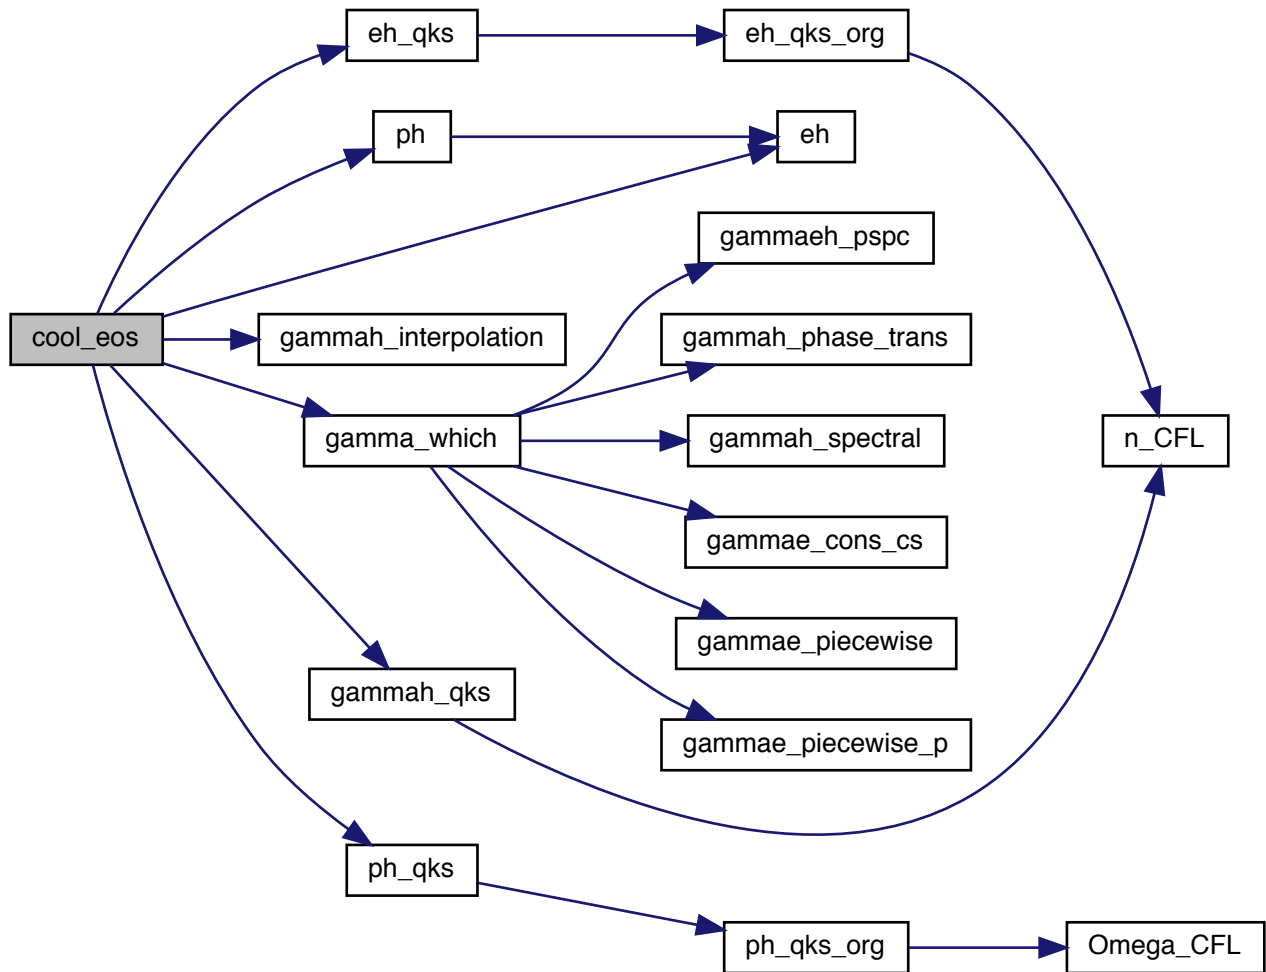 eh_qks
eh_qks_org
ph
eh
gammaeh_pspc
cool_eos
gammah_interpolation
gammah_phase_trans
gamma_which
gammah_spectral
n_CFL
gammae_cons_cs
gammae_piecewise
gammah_qks
gammae_piecewise_p
ph_qks
ph_qks_org
Omega_CFL